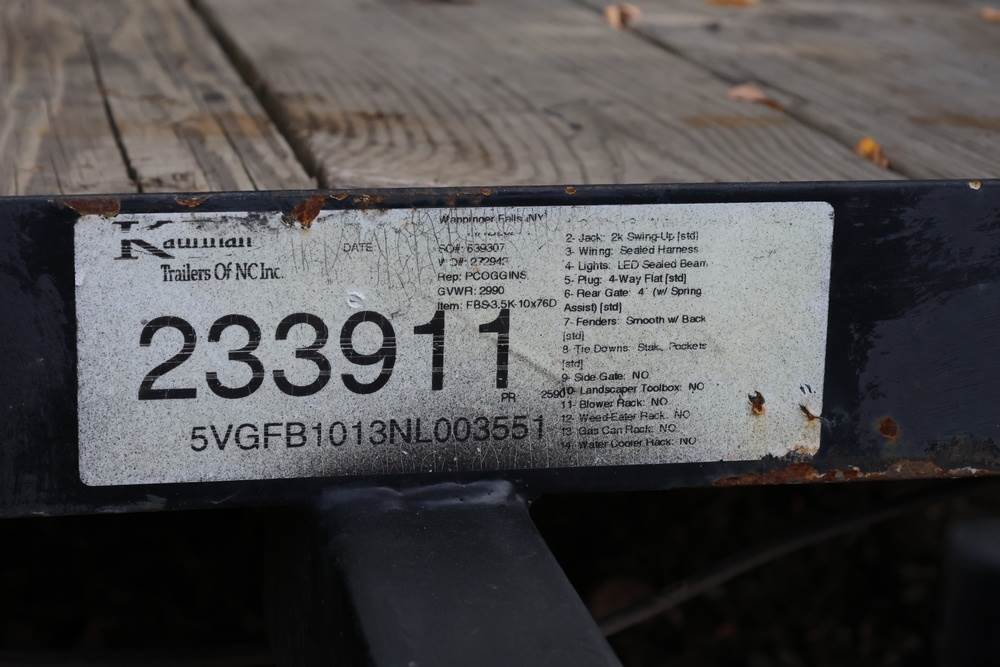 Kaufman
Trailers Of NC Inc.
DATE
Wappinger Falls, NY
SO#: 639307
Rep: PCOGGINS
GVWR: 2990
Item: FBS-3.5K-10x76D
233911
PR 2590
5VGFB1013NL003551
2- Jack: 2k Swing-Up [std]
3- Wiring: Sealed Harness
4- Lights: LED Sealed Beam
5- Plug: 4-Way Flat [std]
6- Rear Gate: 4' (w/ Spring
Assist) [std]
7- Fenders: Smooth w/ Back
[std]
8- Tie Downs: Stake Pockets
[std]
9- Side Gate: NO
10- Landscaper Toolbox: NO
11- Blower Rack: NO
12- Weed-Eater Rack: NO
13- Gas Can Rack: NO
14- Water Cooler Rack: NO